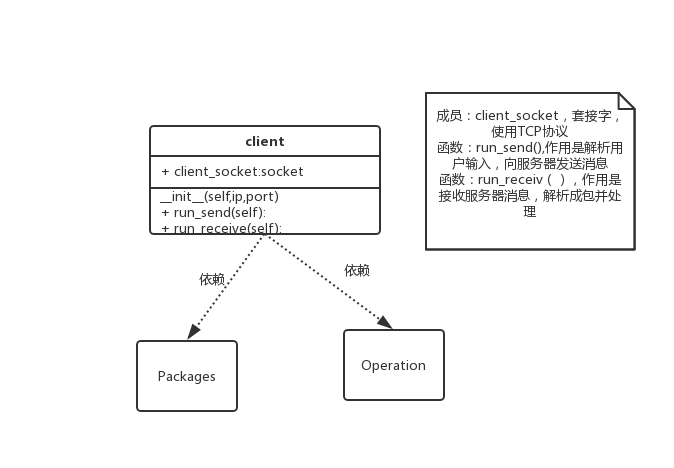 client
+ client_socket:socket
__init__(self,ip,port)
+ run_send(self):
+ run_receive(self):
成员：client_socket，套接字，
使用TCP协议
函数：run_send(),作用是解析用
户输入，向服务器发送消息
函数：run_receiv（ ），作用是
接收服务器消息，解析成包并处
理
依赖
依赖
Packages
Operation